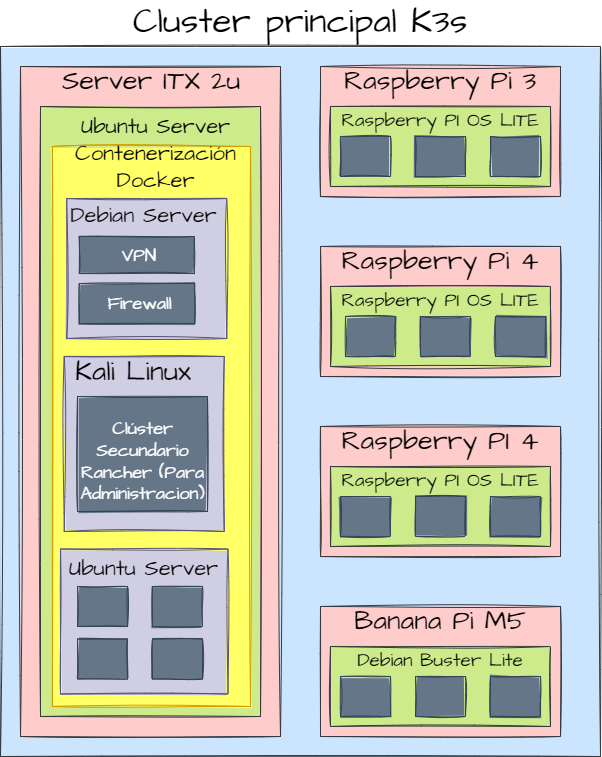 Cluster principal K3s
Server ITX 2u
Ubuntu Server
Contenerización
Docker
Debian Server
VPN
Firewall
Kali Linux
Clúster
Secundario
Rancher (Para
Administracion)
Ubuntu Server
Raspberry Pi 3
Raspberry PI OS LITE
Raspberry Pi 4
Raspberry PI OS LITE
Raspberry PI 4
Raspberry PI OS LITE
Banana Pi M5
Debian Buster Lite